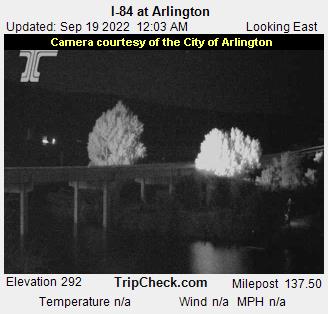 I-84 at Arlington
Updated: Sep 19 2022 12:03 AM Looking East
Camera courtesy of the City of Arlington
Elevation 292 TripCheck.com Milepost 137.50
Temperature n/a Wind n/a MPH n/a